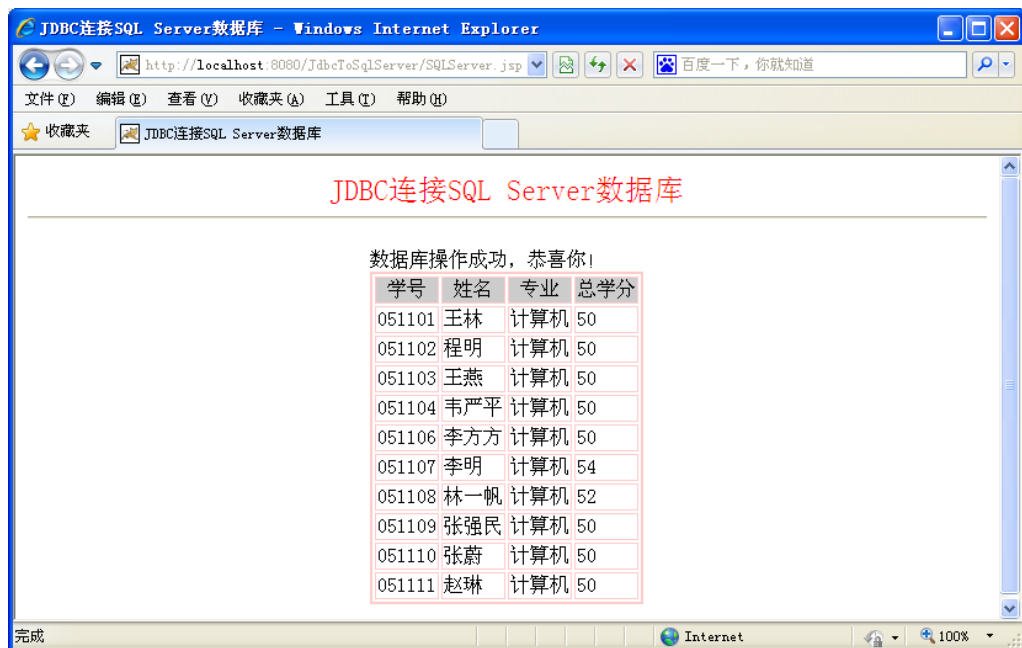 JDBC连接SQL Server数据库 - Windows Internet Explorer
http://localhost:8080/JdbcToSqlServer/SQLServer.jsp 百度一下，你就知道
文件(F) 编辑(E) 查看(V) 收藏夹(A) 工具(T) 帮助(H)
收藏夹 JDBC连接SQL Server数据库
JDBC连接SQL Server数据库
数据库操作成功，恭喜你!
学号 姓名 专业 总学分
051101 王林 计算机 50
051102 程明 计算机 50
051103 王燕 计算机 50
051104 韦严平 计算机 50
051106 李方方 计算机 50
051107 李明 计算机 54
051108 林一帆 计算机 52
051109 张强民 计算机 50
051110 张蔚 计算机 50
051111 赵琳 计算机 50
完成 Internet 100%